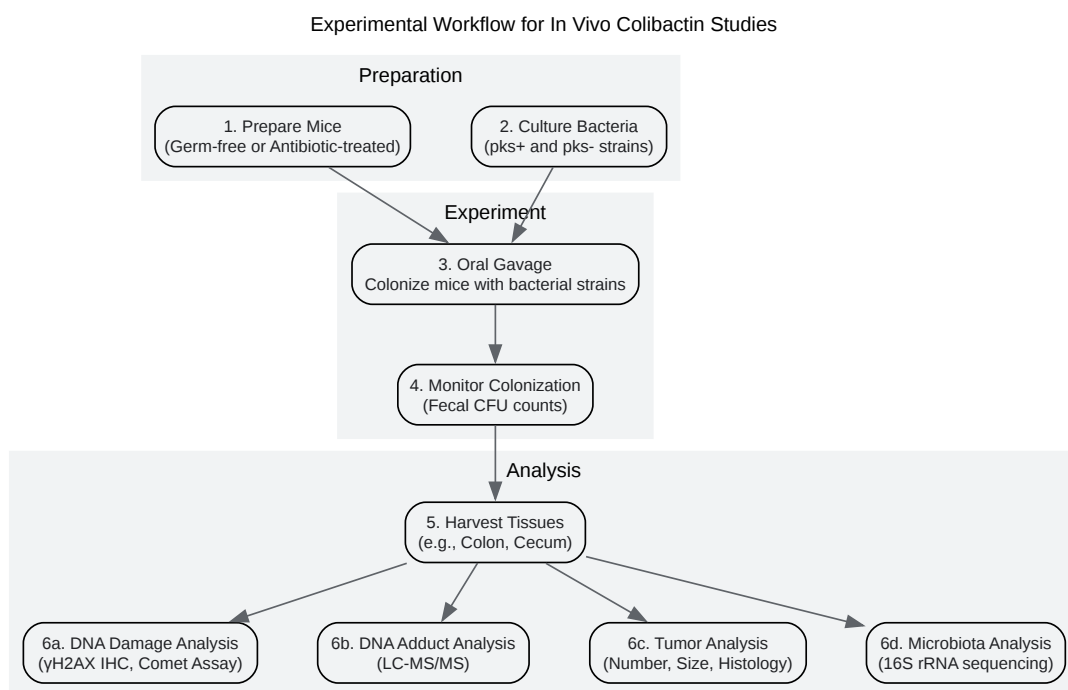 Experimental Workflow for In Vivo Colibactin Studies
Preparation
1. Prepare Mice
(Germ-free or Antibiotic-treated)
2. Culture Bacteria
(pks+ and pks- strains)
Experiment
3. Oral Gavage
Colonize mice with bacterial strains
4. Monitor Colonization
(Fecal CFU counts)
Analysis
5. Harvest Tissues
(e.g., Colon, Cecum)
6a. DNA Damage Analysis
(γH2AX IHC, Comet Assay)
6b. DNA Adduct Analysis
(LC-MS/MS)
6c. Tumor Analysis
(Number, Size, Histology)
6d. Microbiota Analysis
(16S rRNA sequencing)